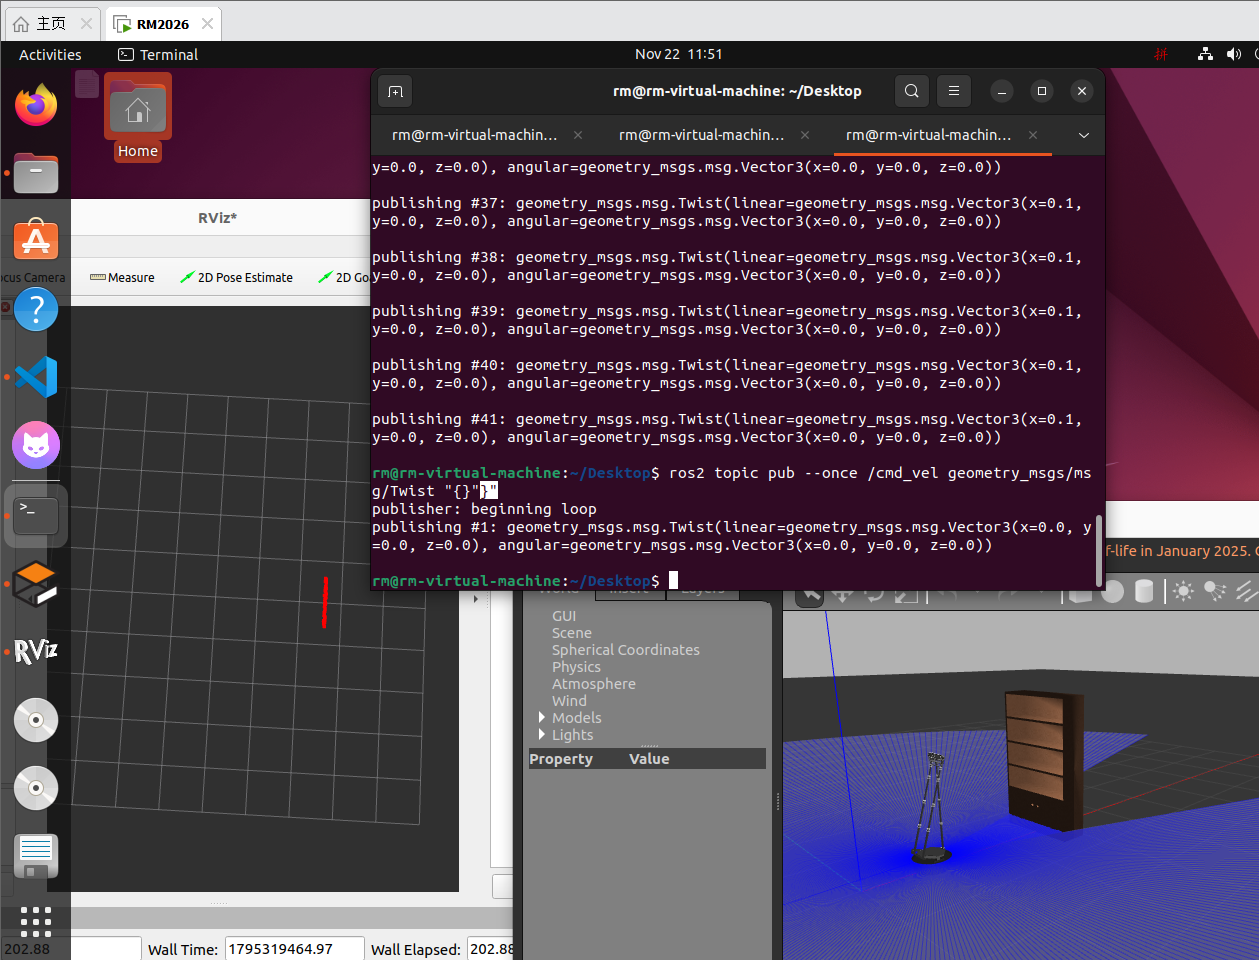 主页
RM2026
Activities
Terminal
Nov 22 11:51
拼
Home
rm@rm-virtual-machine: ~/Desktop
rm@rm-virtual-machin...
rm@rm-virtual-machin...
rm@rm-virtual-machin...
y=0.0, z=0.0), angular=geometry_msgs.msg.Vector3(x=0.0, y=0.0, z=0.0))
publishing #37: geometry_msgs.msg.Twist(linear=geometry_msgs.msg.Vector3(x=0.1,
y=0.0, z=0.0), angular=geometry_msgs.msg.Vector3(x=0.0, y=0.0, z=0.0))
publishing #38: geometry_msgs.msg.Twist(linear=geometry_msgs.msg.Vector3(x=0.1,
y=0.0, z=0.0), angular=geometry_msgs.msg.Vector3(x=0.0, y=0.0, z=0.0))
publishing #39: geometry_msgs.msg.Twist(linear=geometry_msgs.msg.Vector3(x=0.1,
y=0.0, z=0.0), angular=geometry_msgs.msg.Vector3(x=0.0, y=0.0, z=0.0))
publishing #40: geometry_msgs.msg.Twist(linear=geometry_msgs.msg.Vector3(x=0.1,
y=0.0, z=0.0), angular=geometry_msgs.msg.Vector3(x=0.0, y=0.0, z=0.0))
publishing #41: geometry_msgs.msg.Twist(linear=geometry_msgs.msg.Vector3(x=0.1,
y=0.0, z=0.0), angular=geometry_msgs.msg.Vector3(x=0.0, y=0.0, z=0.0))
rm@rm-virtual-machine:~/Desktop$ ros2 topic pub --once /cmd_vel geometry_msgs/ms
g/Twist "{}"}"
publisher: beginning loop
publishing #1: geometry_msgs.msg.Twist(linear=geometry_msgs.msg.Vector3(x=0.0, y
=0.0, z=0.0), angular=geometry_msgs.msg.Vector3(x=0.0, y=0.0, z=0.0))
rm@rm-virtual-machine:~/Desktop$
RViz*
ocus Camera
Measure
2D Pose Estimate
2D Go
RViz
f-life in January 2025.
World
Insert
Layers
GUI
Scene
Spherical Coordinates
Physics
Atmosphere
Wind
Models
Lights
Property
Value
202.88
Wall Time:
1795319464.97
Wall Elapsed:
202.88